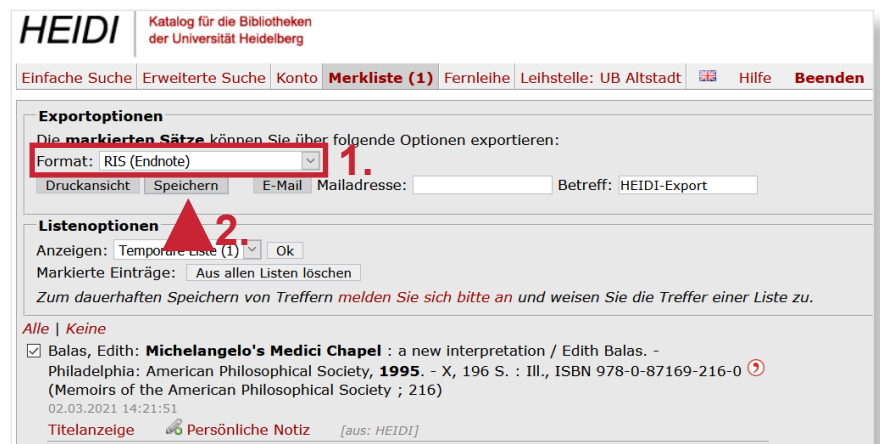 HEIDI
Katalog für die Bibliotheken
der Universität Heidelberg
Einfache Suche Erweiterte Suche Konto Merkliste (1) Fernleihe Leihstelle: UB Altstadt Hilfe Beenden
Exportoptionen
Die markierten Sätze können Sie über folgende Optionen exportieren:
Format: RIS (Endnote) 1.
Druckansicht Speichern E-Mail Mailadresse: Betreff: HEIDI-Export
2.
Listenoptionen
Anzeigen: Temporäre Liste (1) Ok
Markierte Einträge: Aus allen Listen löschen
Zum dauerhaften Speichern von Treffern melden Sie sich bitte an und weisen Sie die Treffer einer Liste zu.
Alle | Keine
Balas, Edith: Michelangelo's Medici Chapel : a new interpretation / Edith Balas. -
Philadelphia: American Philosophical Society, 1995. - X, 196 S. : Ill., ISBN 978-0-87169-216-0
(Memoirs of the American Philosophical Society ; 216)
02.03.2021 14:21:51
Titelanzeige Persönliche Notiz [aus: HEIDI]